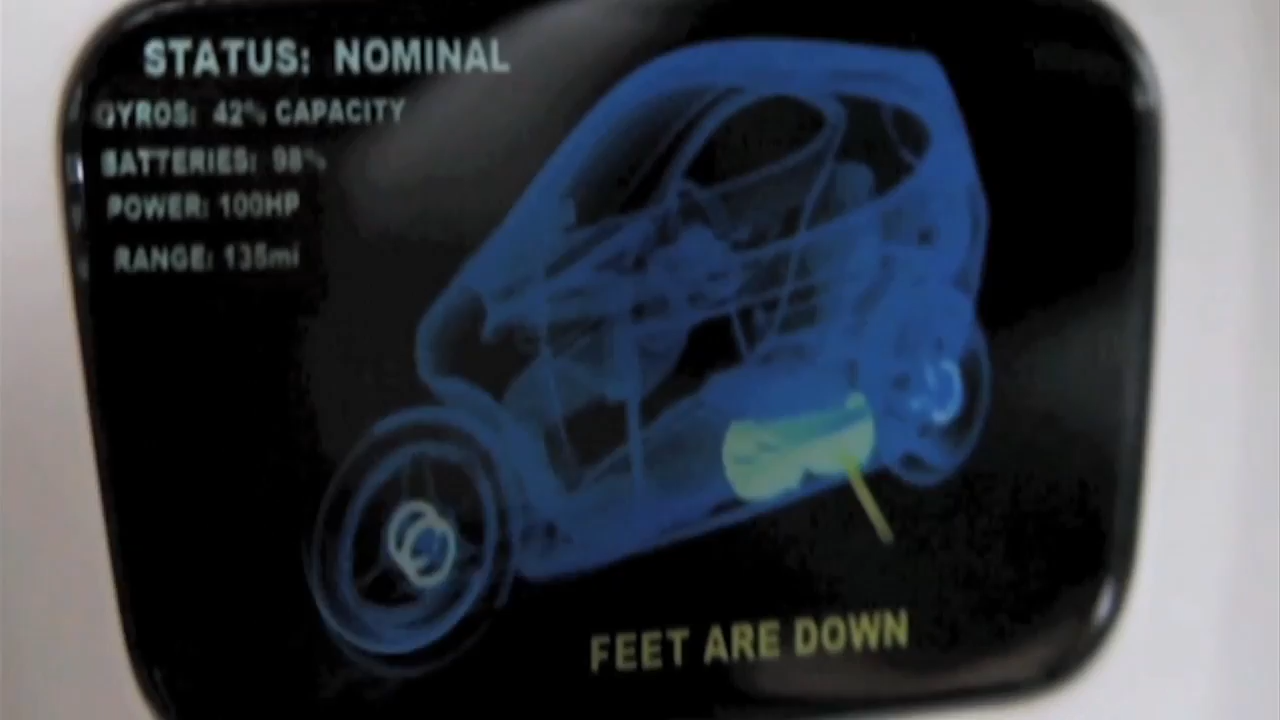 STATUS: NOMINAL
GYROS: 42% CAPACITY
BATTERIES: 98%
POWER: 100HP
RANGE: 135mi
FEET ARE DOWN